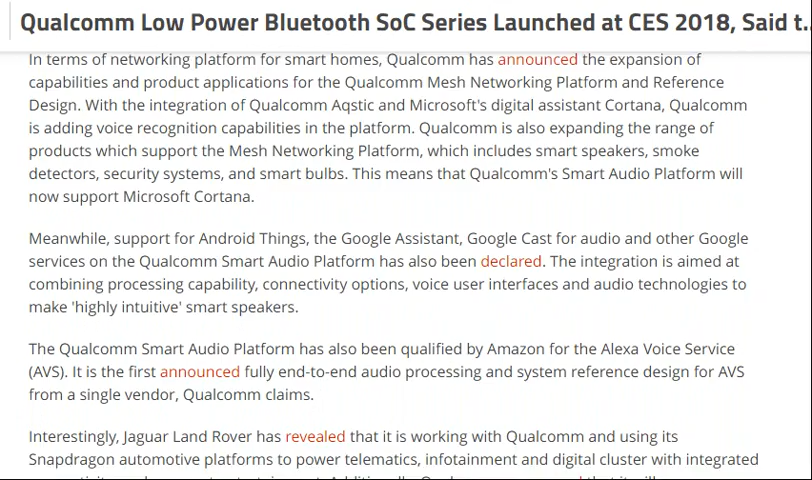 Qualcomm Low Power Bluetooth SoC Series Launched at CES 2018, Said t..
In terms of networking platform for smart homes, Qualcomm has announced the expansion of
capabilities and product applications for the Qualcomm Mesh Networking Platform and Reference
Design. With the integration of Qualcomm Aqstic and Microsoft's digital assistant Cortana, Qualcomm
is adding voice recognition capabilities in the platform. Qualcomm is also expanding the range of
products which support the Mesh Networking Platform, which includes smart speakers, smoke
detectors, security systems, and smart bulbs. This means that Qualcomm's Smart Audio Platform will
now support Microsoft Cortana.
Meanwhile, support for Android Things, the Google Assistant, Google Cast for audio and other Google
services on the Qualcomm Smart Audio Platform has also been declared. The integration is aimed at
combining processing capability, connectivity options, voice user interfaces and audio technologies to
make 'highly intuitive' smart speakers.
The Qualcomm Smart Audio Platform has also been qualified by Amazon for the Alexa Voice Service
(AVS). It is the first announced fully end-to-end audio processing and system reference design for AVS
from a single vendor, Qualcomm claims.
Interestingly, Jaguar Land Rover has revealed that it is working with Qualcomm and using its
Snapdragon automotive platforms to power telematics, infotainment and digital cluster with integrated